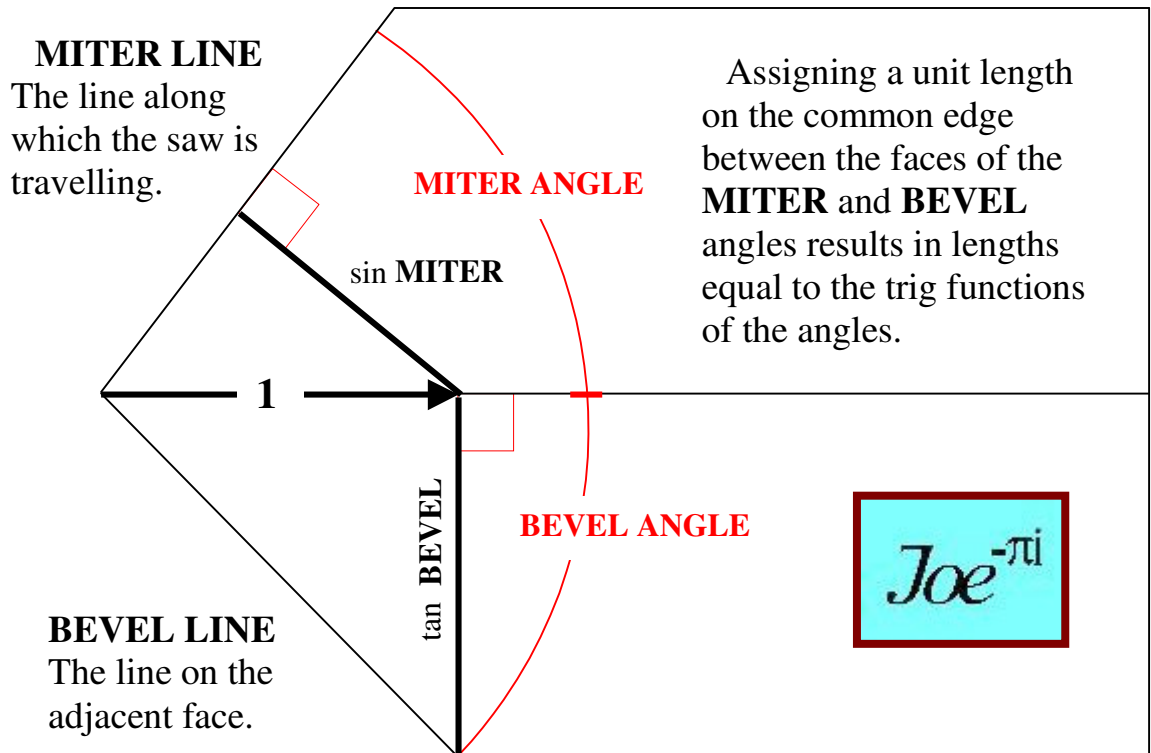 MITER LINE
The line along
which the saw is
travelling.
Assigning a unit length
on the common edge
between the faces of the
MITER and BEVEL
angles results in lengths
equal to the trig functions
of the angles.
MITER ANGLE
sin MITER
1
tan BEVEL
BEVEL ANGLE
Joe-πi
BEVEL LINE
The line on the
adjacent face.